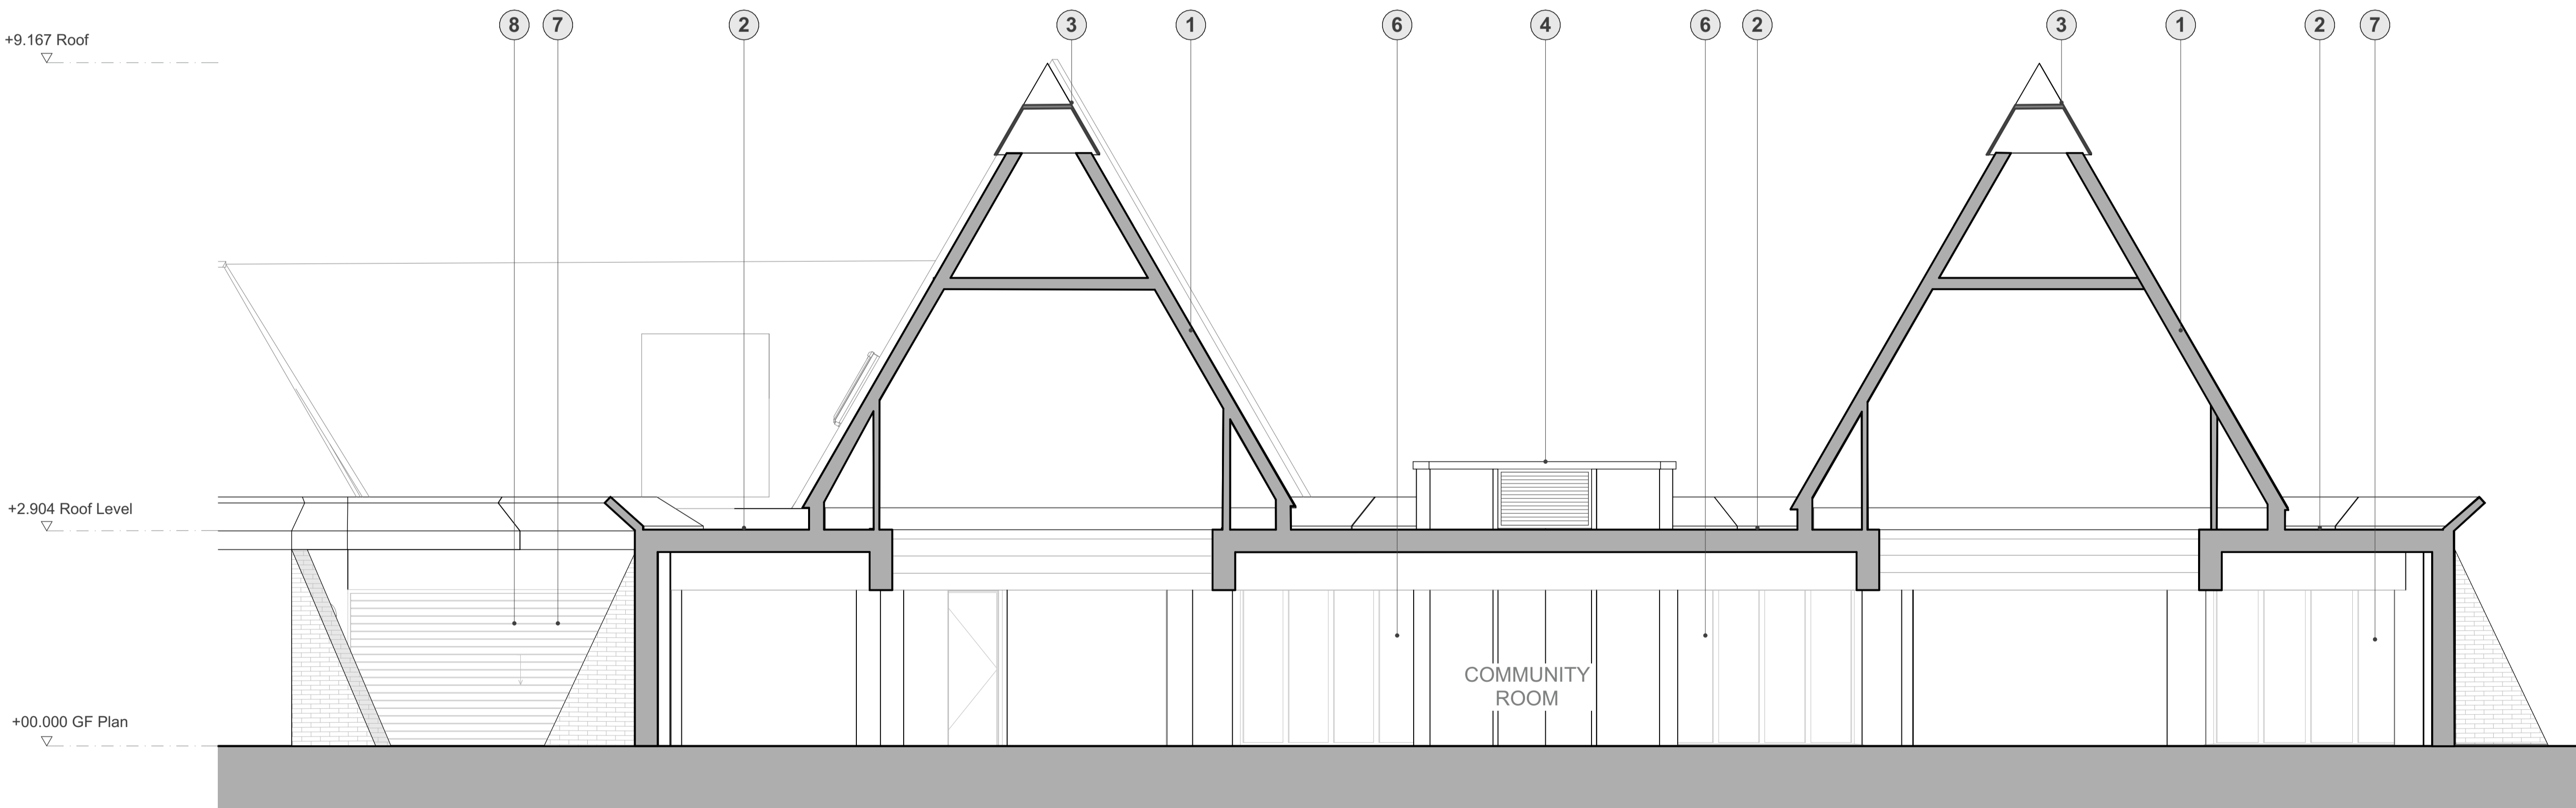 8 7 2 3 1 6 4 6 2 3 1 2 7
+9.167 Roof
+2.904 Roof Level
COMMUNITY
ROOM
+00.000 GF Plan